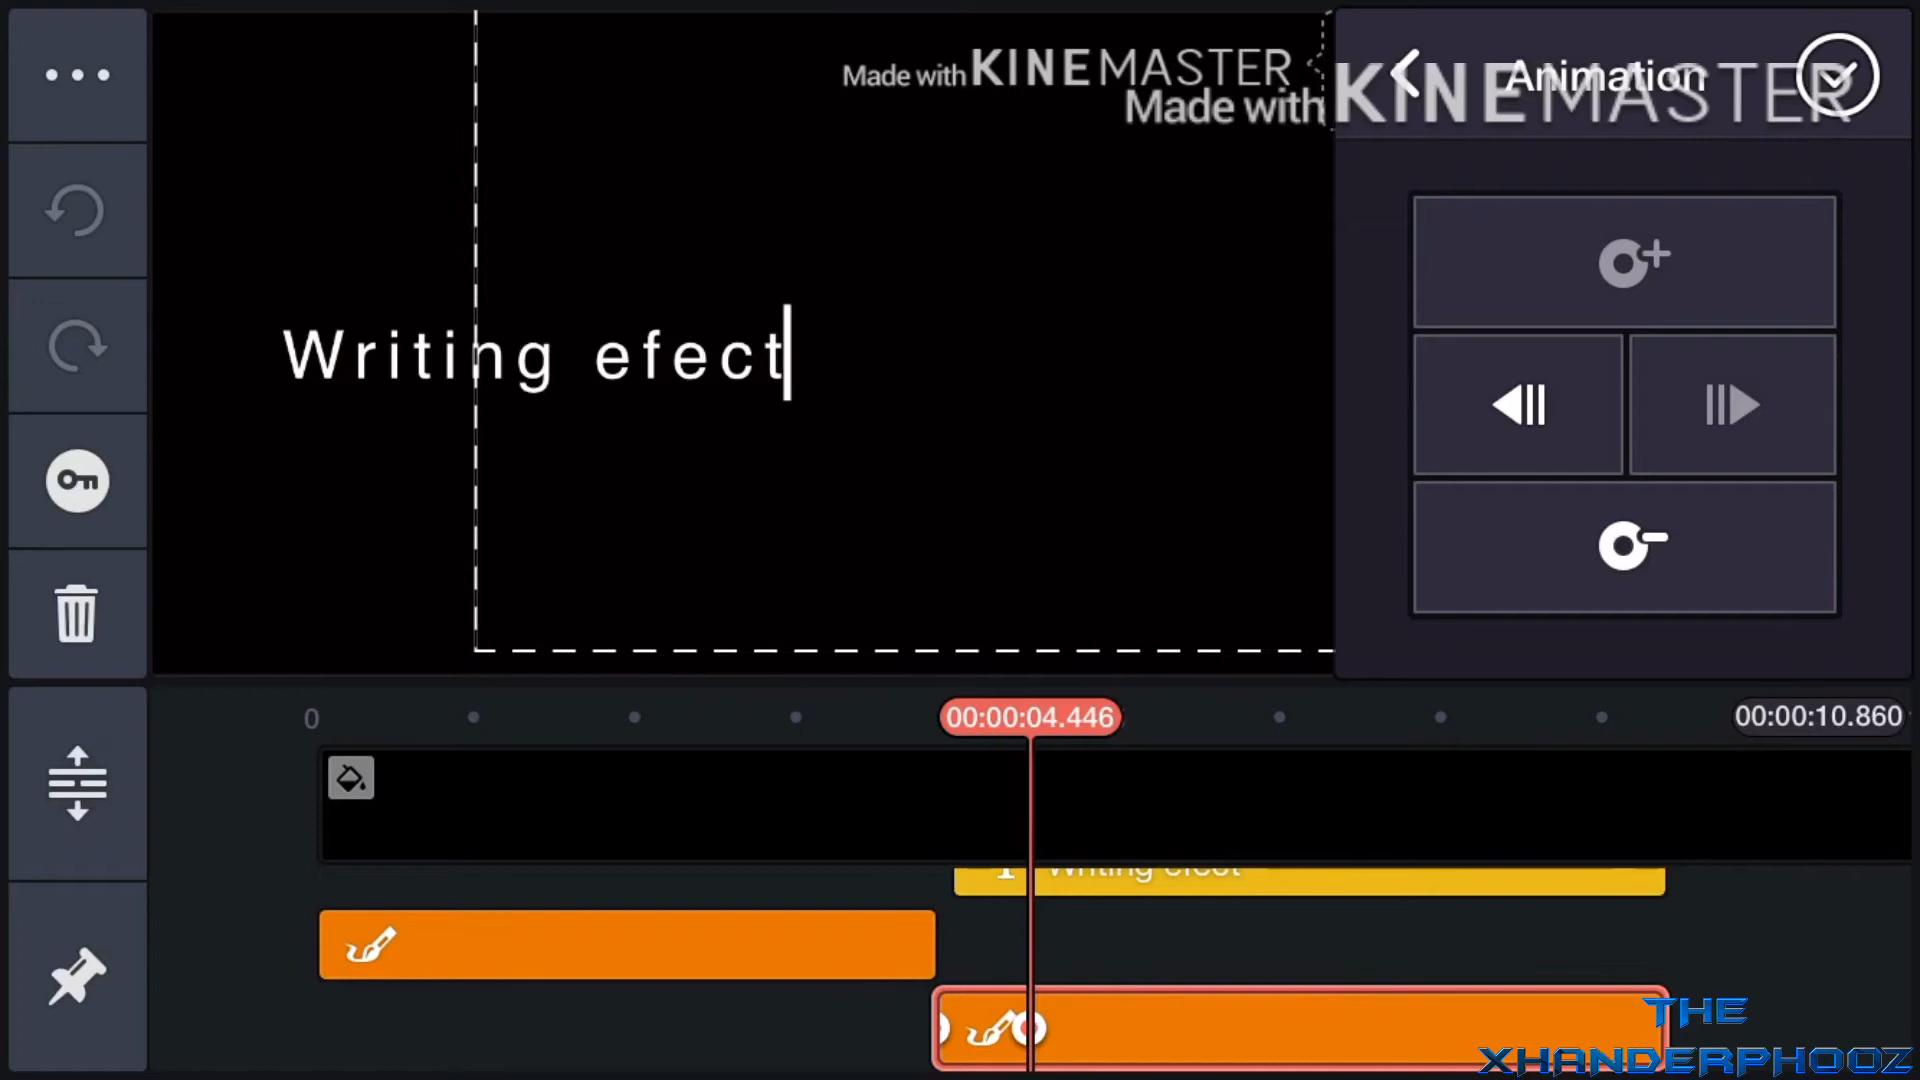 Made with KINEMASTER
Made with KINEMASTER
Animation
Writing efect
0
00:00:04.446
00:00:10.860
Writing efect
THE
XHANDERPHOOZ